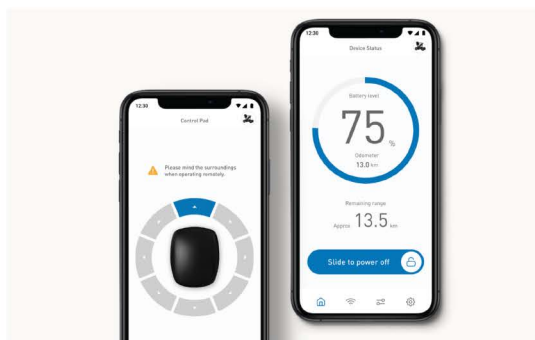 12:30
Control Pad
Please mind the surroundings
when operating remotely.
12:30
Device Status
Battery level
75 %
Odometer
13.0 km
Remaining range
Approx 13.5 km
Slide to power off